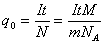 q₀ = It/N = ItM/mN_A